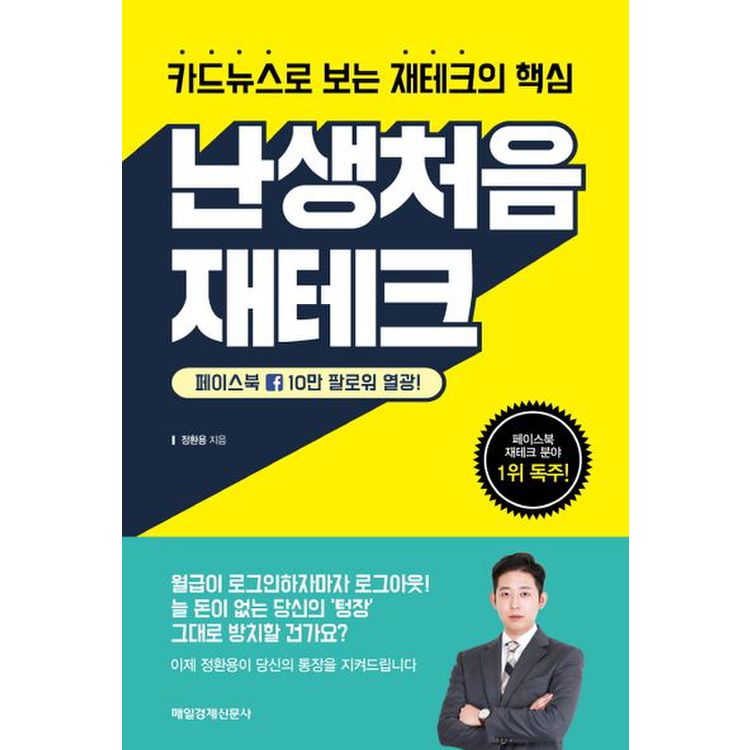 카드뉴스로 보는 재테크의 핵심
난생처음
재테크
페이스북 f 10만 팔로워 열광!
정환용 지음
페이스북
재테크 분야
1위 독주!
월급이 로그인하자마자 로그아웃!
늘 돈이 없는 당신의 '텅장'
그대로 방치할 건가요?
이제 정환용이 당신의 통장을 지켜드립니다
매일경제신문사